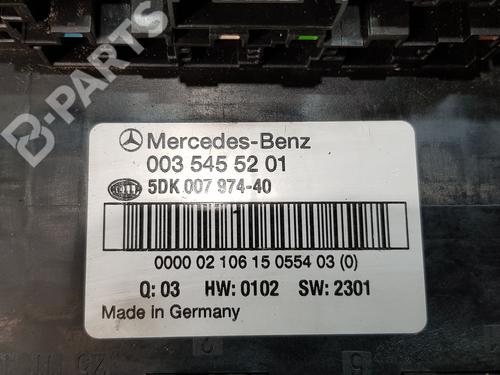 B-PARTS
Mercedes-Benz
003 545 52 01
HELLA
5DK 007 974-40
0000 02 106 15 0554 03 (0)
Q: 03 HW: 0102 SW: 2301
Made in Germany